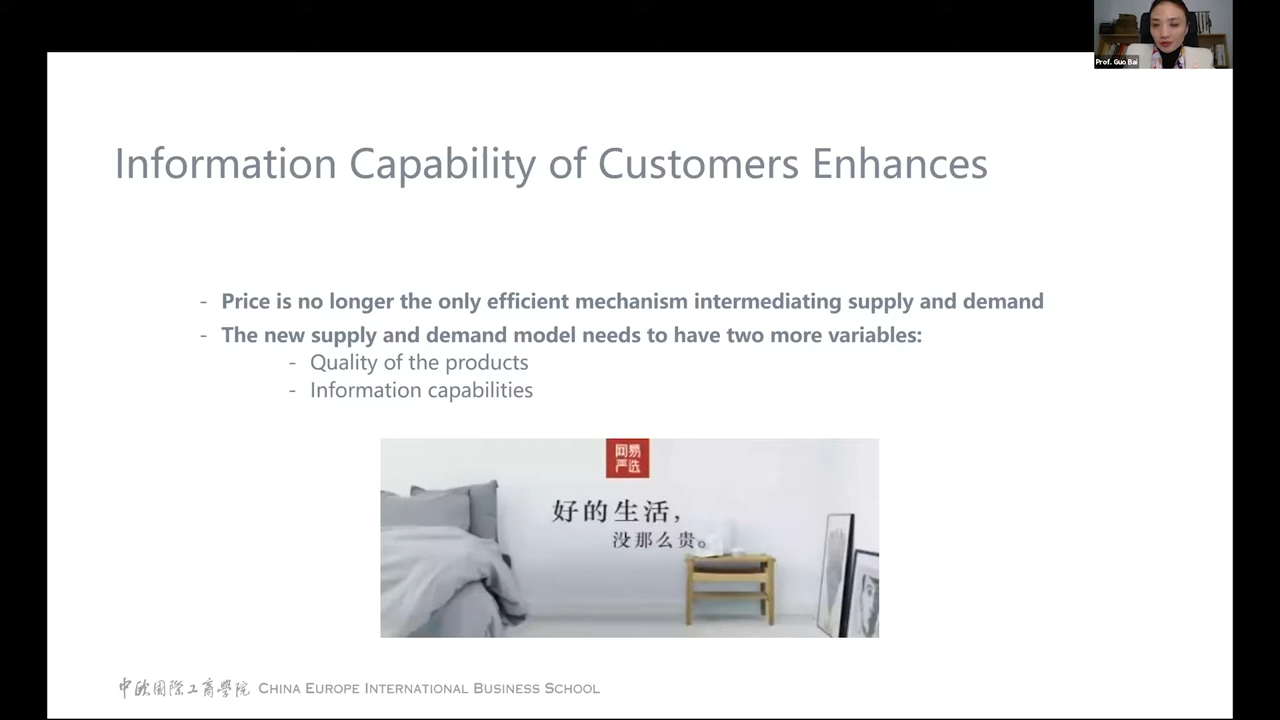 Prof. Guo Bai
Information Capability of Customers Enhances
- Price is no longer the only efficient mechanism intermediating supply and demand
- The new supply and demand model needs to have two more variables:
- Quality of the products
- Information capabilities
网易
严选
好的生活,
没那么贵。
中欧国际工商學院 CHINA EUROPE INTERNATIONAL BUSINESS SCHOOL